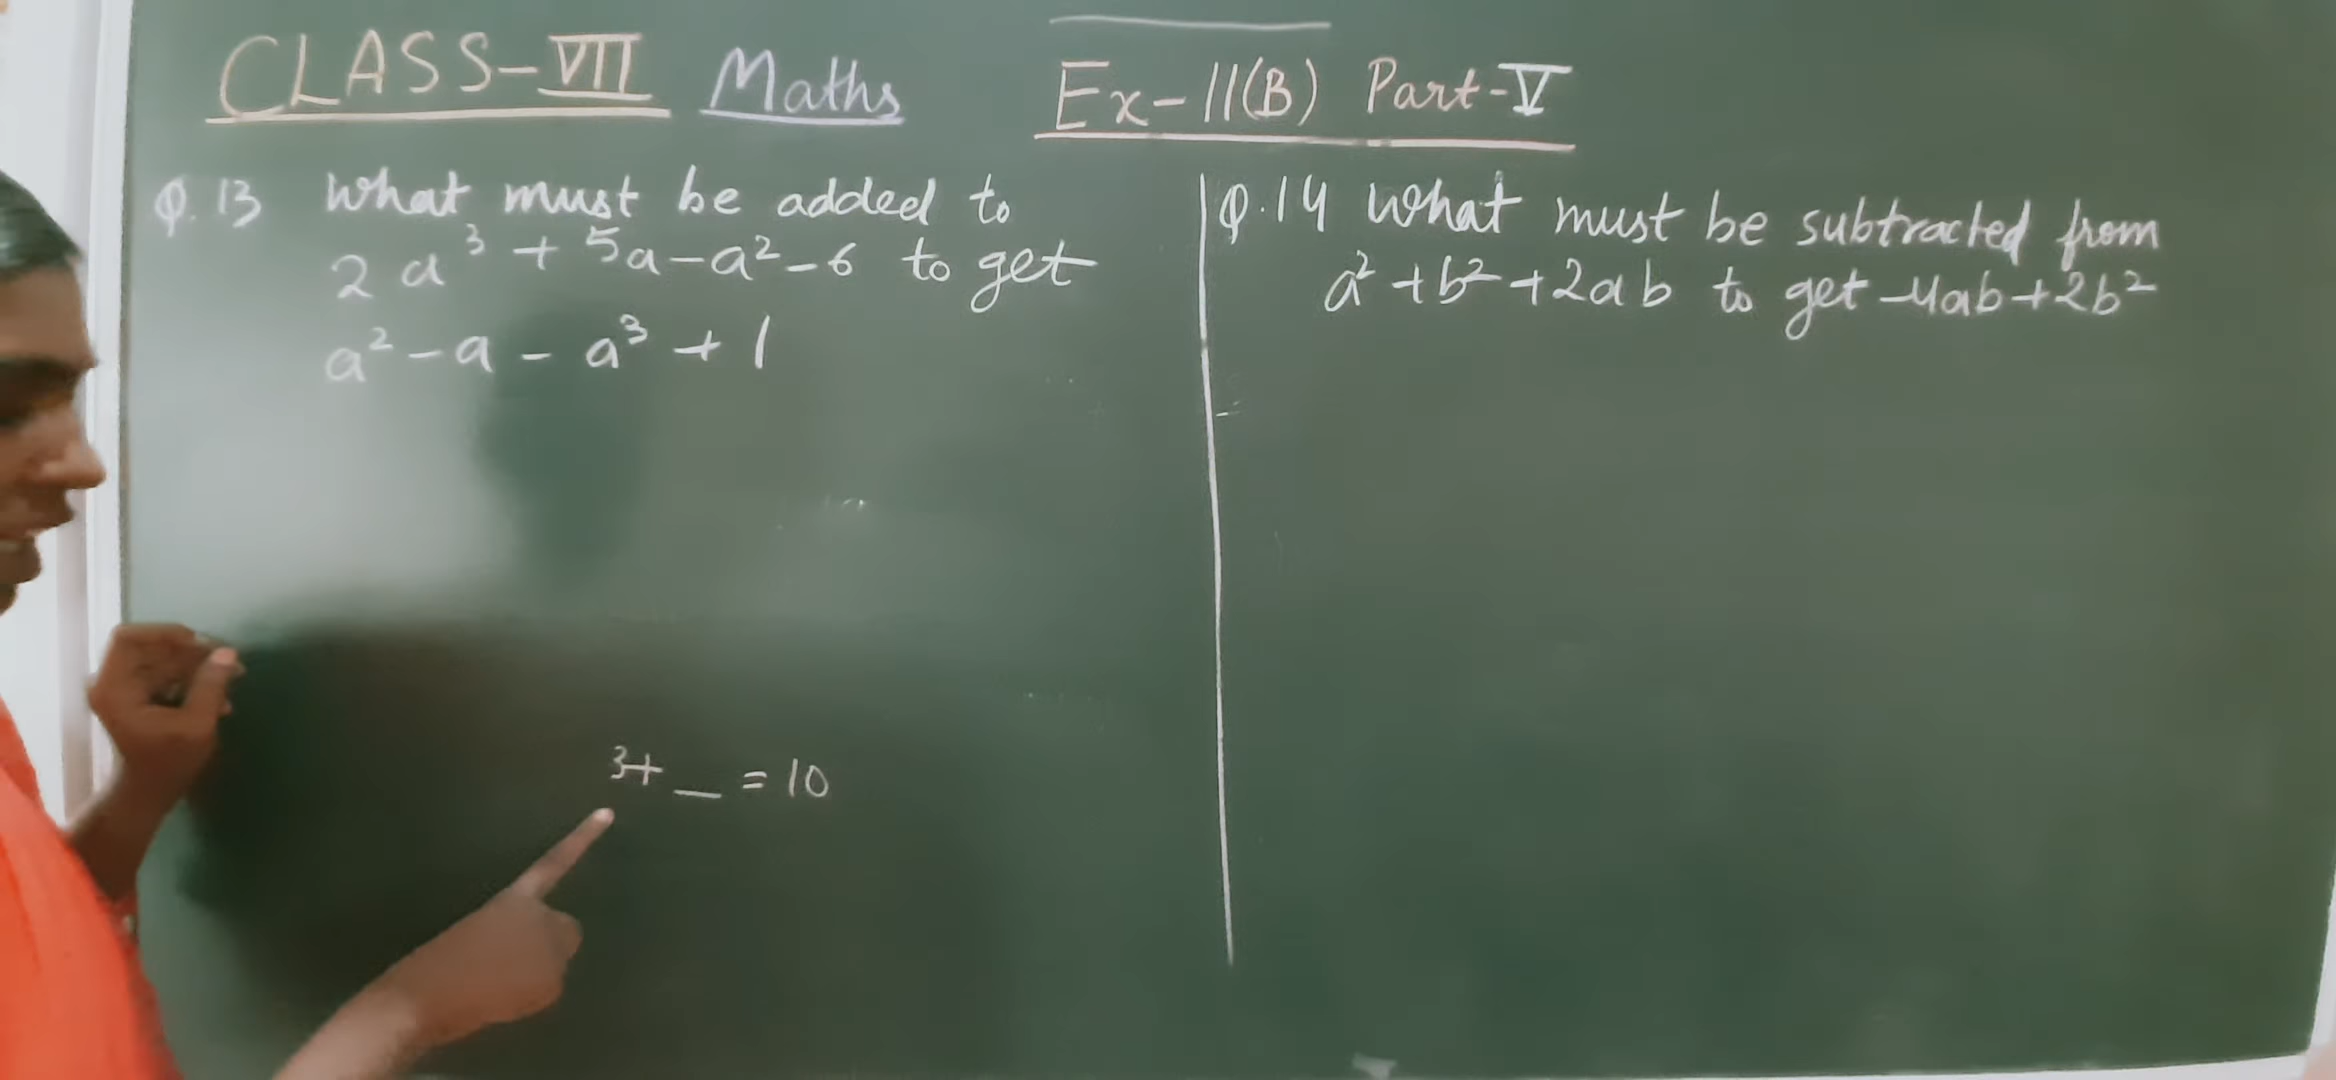 CLASS-VII Maths Ex-11(B) Part-V
Q.13 What must be added to
2a³ + 5a-a²-6 to get
a² - a - a³ + 1
3+ _ = 10
Q.14 What must be subtracted from
a² + b² + 2ab to get -4ab+2b²